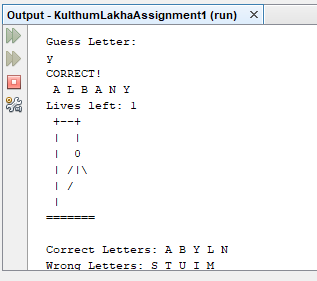 Output - KulthumLakhaAssignment1 (run) ×
Guess Letter:
y
CORRECT!
 A L B A N Y
Lives left: 1
 +--+
 |  |
 |  0
 | /|\
 | /
 |
=======

Correct Letters: A B Y L N
Wrong Letters: S T U I M